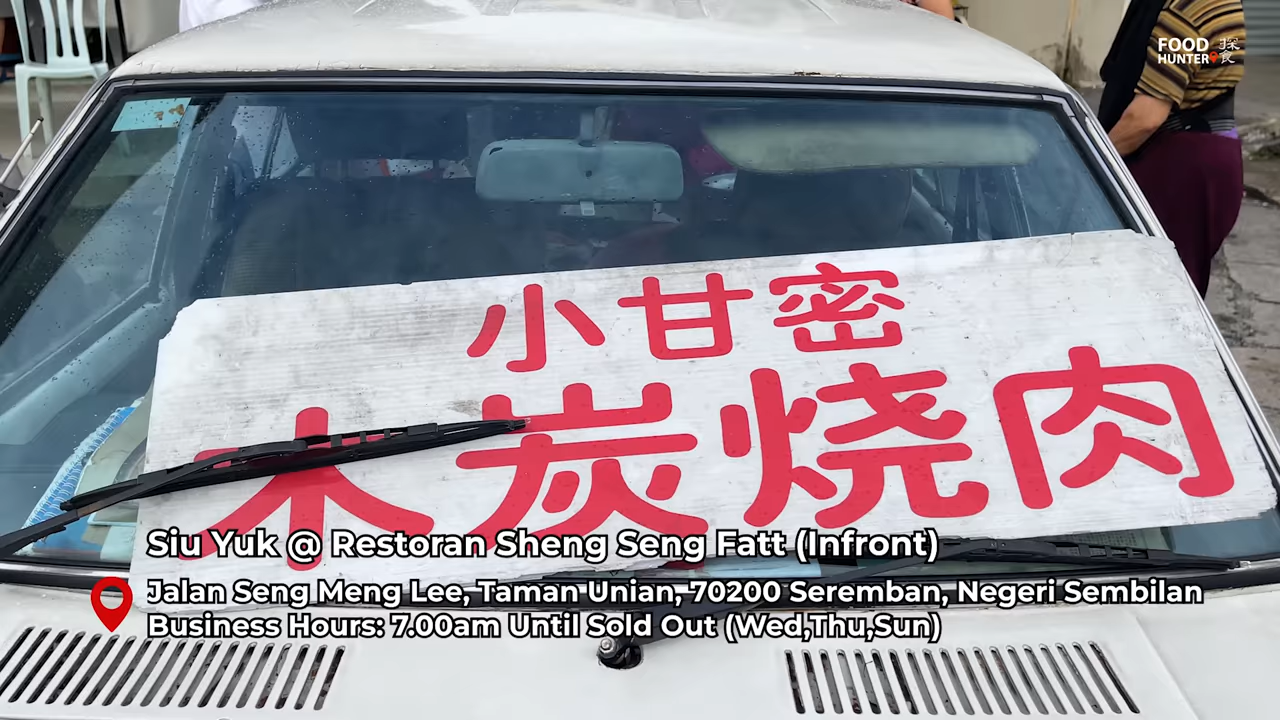 FOOD
HUNTER
探食
小甘密
木炭烧肉
Siu Yuk @ Restoran Sheng Seng Fatt (Infront)
Jalan Seng Meng Lee, Taman Unian, 70200 Seremban, Negeri Sembilan
Business Hours: 7.00am Until Sold Out (Wed,Thu,Sun)